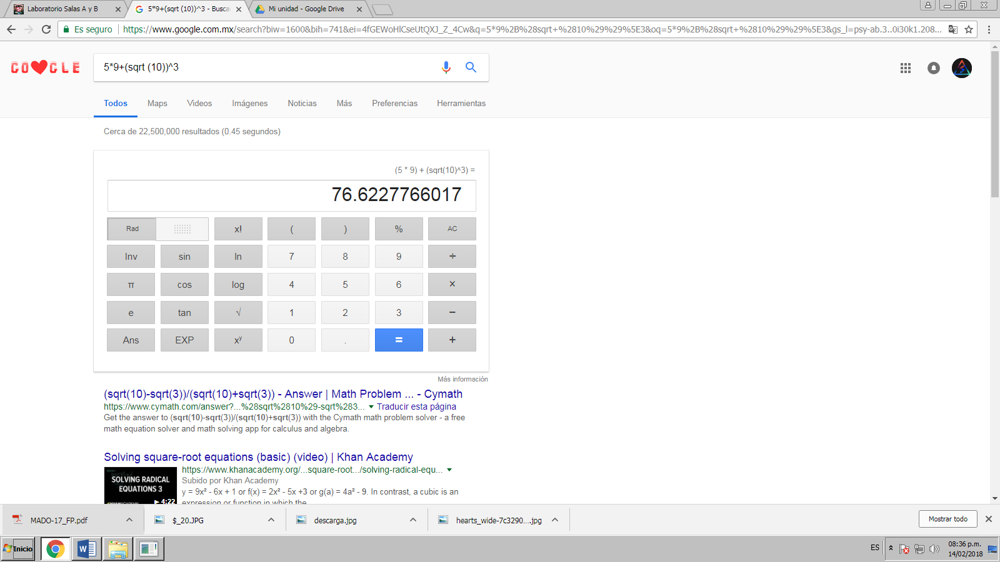 Laboratorio Salas A y B
5*9+(sqrt (10))^3 - Busca
Mi unidad - Google Drive
Es seguro
https://www.google.com.mx/search?biw=1600&bih=741&ei=4fGEWoHlCseUtQXJ_Z_4Cw&q=5*9%2B%28sqrt+%2810%29%29%5E3&oq=5*9%2B%28sqrt+%2810%29%29%5E3&gs_l=psy-ab.3..0i30k1.208...
GO GLE
5*9+(sqrt (10))^3
Todos Maps Videos Imágenes Noticias Más Preferencias Herramientas
Cerca de 22,500,000 resultados (0.45 segundos)
(5 * 9) + (sqrt(10)^3) =
76.6227766017
Rad x! ( ) % AC
Inv sin ln 7 8 9 ÷
π cos log 4 5 6 ×
e tan √ 1 2 3 −
Ans EXP xʸ 0 . = +
Más información
(sqrt(10)-sqrt(3))/(sqrt(10)+sqrt(3)) - Answer | Math Problem ... - Cymath
https://www.cymath.com/answer?...%28sqrt%2810%29-sqrt%283... Traducir esta página
Get the answer to (sqrt(10)-sqrt(3))/(sqrt(10)+sqrt(3)) with the Cymath math problem solver - a free
math equation solver and math solving app for calculus and algebra.
Solving square-root equations (basic) (video) | Khan Academy
https://www.khanacademy.org/...square-root.../solving-radical-equ...
SOLVING RADICAL
EQUATIONS 3
4:22
Subido por Khan Academy
y = 9x² - 6x + 1 or f(x) = 2x² - 5x +3 or g(a) = 4a² - 9. In contrast, a cubic is an
expression or function in which the
MADO-17_FP.pdf
$_20.JPG
descarga.jpg
hearts_wide-7c3290....jpg
Mostrar todo
Inicio
ES
08:36 p.m.
14/02/2018